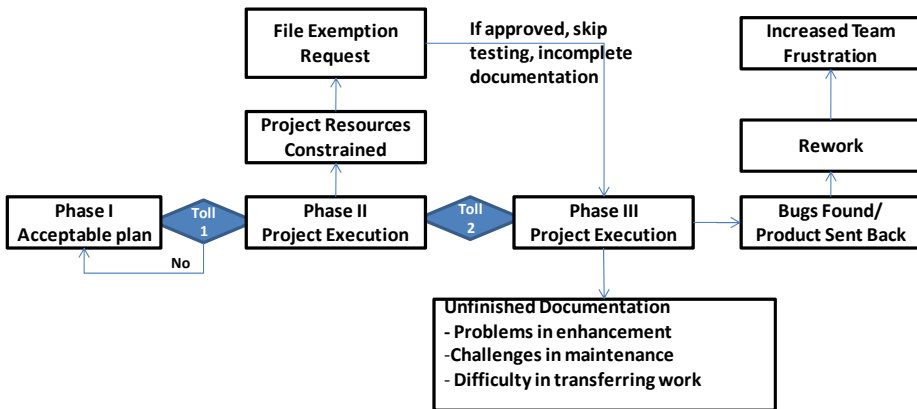 File Exemption
Request
If approved, skip
testing, incomplete
documentation
Increased Team
Frustration
Project Resources
Constrained
Rework
Phase I
Acceptable plan
Toll
1
Phase II
Project Execution
Toll
2
Phase III
Project Execution
Bugs Found/
Product Sent Back
No
Unfinished Documentation
- Problems in enhancement
-Challenges in maintenance
- Difficulty in transferring work